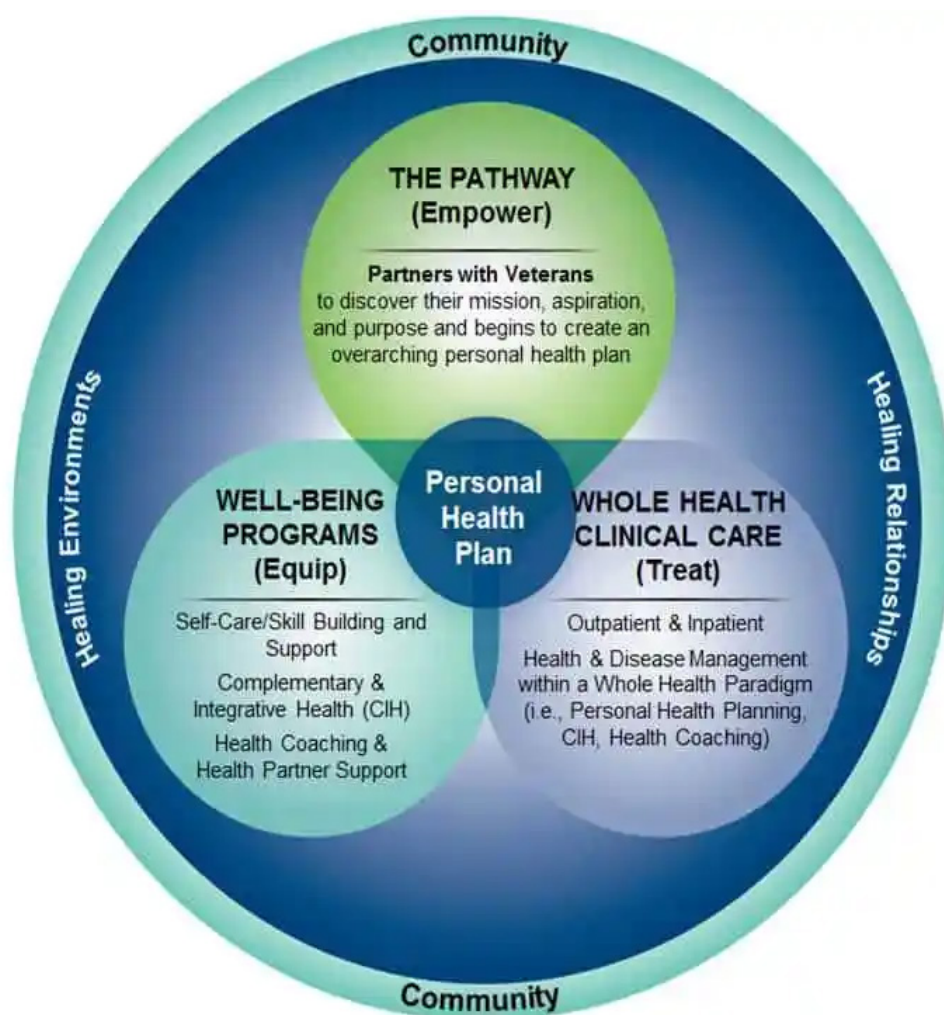 Community
THE PATHWAY
(Empower)
Partners with Veterans
to discover their mission, aspiration,
and purpose and begins to create an
overarching personal health plan
Healing Environments
Healing Relationships
Personal
Health
Plan
WELL-BEING
PROGRAMS
(Equip)
Self-Care/Skill Building and
Support
Complementary &
Integrative Health (CIH)
Health Coaching &
Health Partner Support
WHOLE HEALTH
CLINICAL CARE
(Treat)
Outpatient & Inpatient
Health & Disease Management
within a Whole Health Paradigm
(i.e., Personal Health Planning,
CIH, Health Coaching)
Community